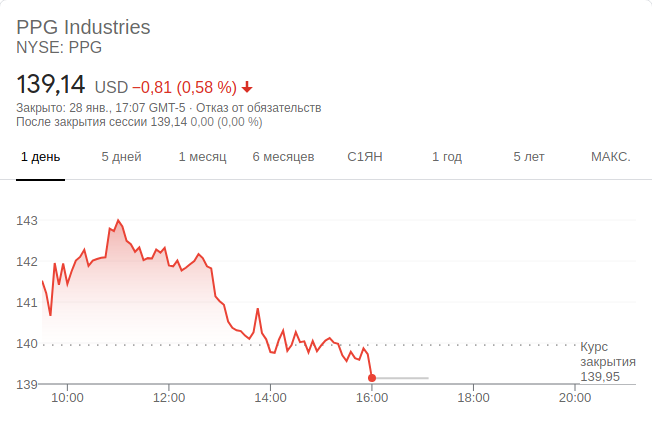 PPG Industries
NYSE: PPG
139,14 USD −0,81 (0,58 %)
Закрыто: 28 янв., 17:07 GMT-5 · Отказ от обязательств
После закрытия сессии 139,14 0,00 (0,00 %)
1 день 5 дней 1 месяц 6 месяцев С1ЯН 1 год 5 лет МАКС.
143
142
141
140
Курс
закрытия
139,95
139
10:00 12:00 14:00 16:00 18:00 20:00